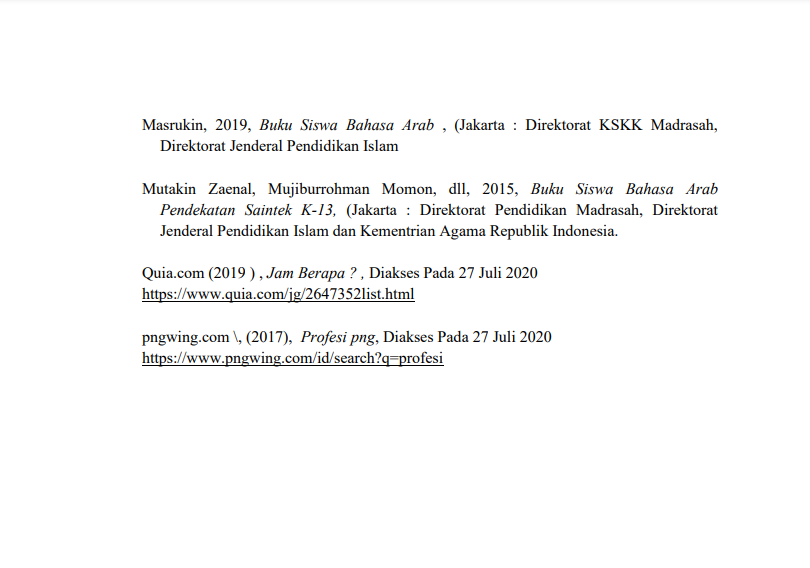 Masrukin, 2019, Buku Siswa Bahasa Arab , (Jakarta : Direktorat KSKK Madrasah,
Direktorat Jenderal Pendidikan Islam
Mutakin Zaenal, Mujiburrohman Momon, dll, 2015, Buku Siswa Bahasa Arab
Pendekatan Saintek K-13, (Jakarta : Direktorat Pendidikan Madrasah, Direktorat
Jenderal Pendidikan Islam dan Kementrian Agama Republik Indonesia.
Quia.com (2019 ) , Jam Berapa ? , Diakses Pada 27 Juli 2020
https://www.quia.com/jg/2647352list.html
pngwing.com \, (2017), Profesi png, Diakses Pada 27 Juli 2020
https://www.pngwing.com/id/search?q=profesi